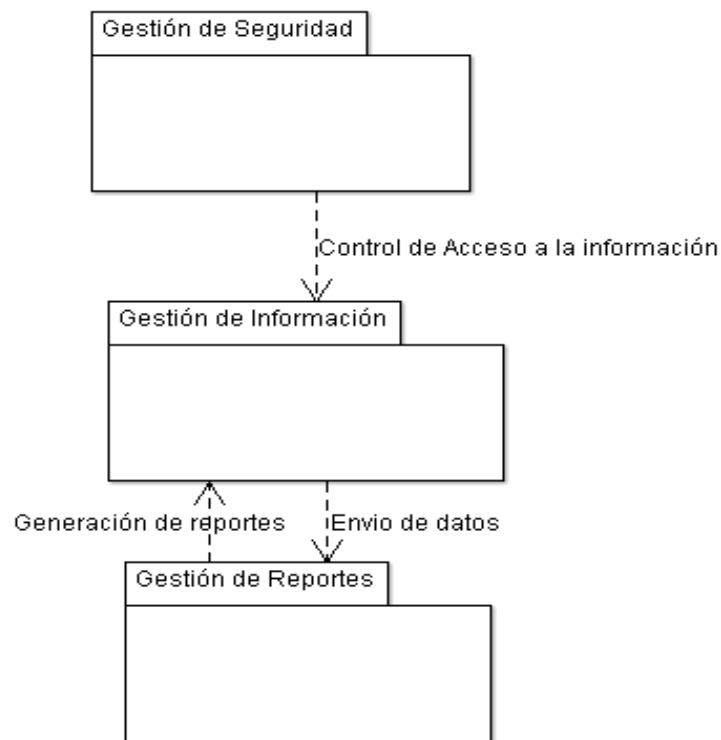 Gestión de Seguridad
Control de Acceso a la información
Gestión de Información
Generación de reportes
Envio de datos
Gestión de Reportes